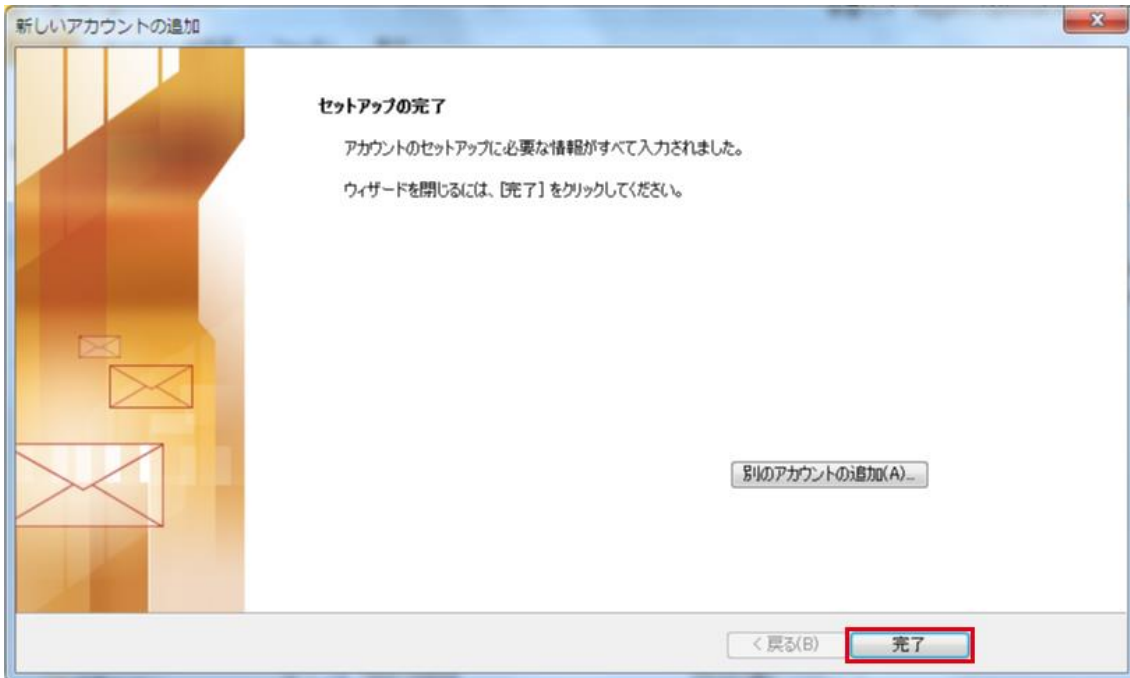 新しいアカウントの追加
セットアップの完了
アカウントのセットアップに必要な情報がすべて入力されました。
ウィザードを閉じるには、[完了] をクリックしてください。
別のアカウントの追加(A)...
< 戻る(B)
完了